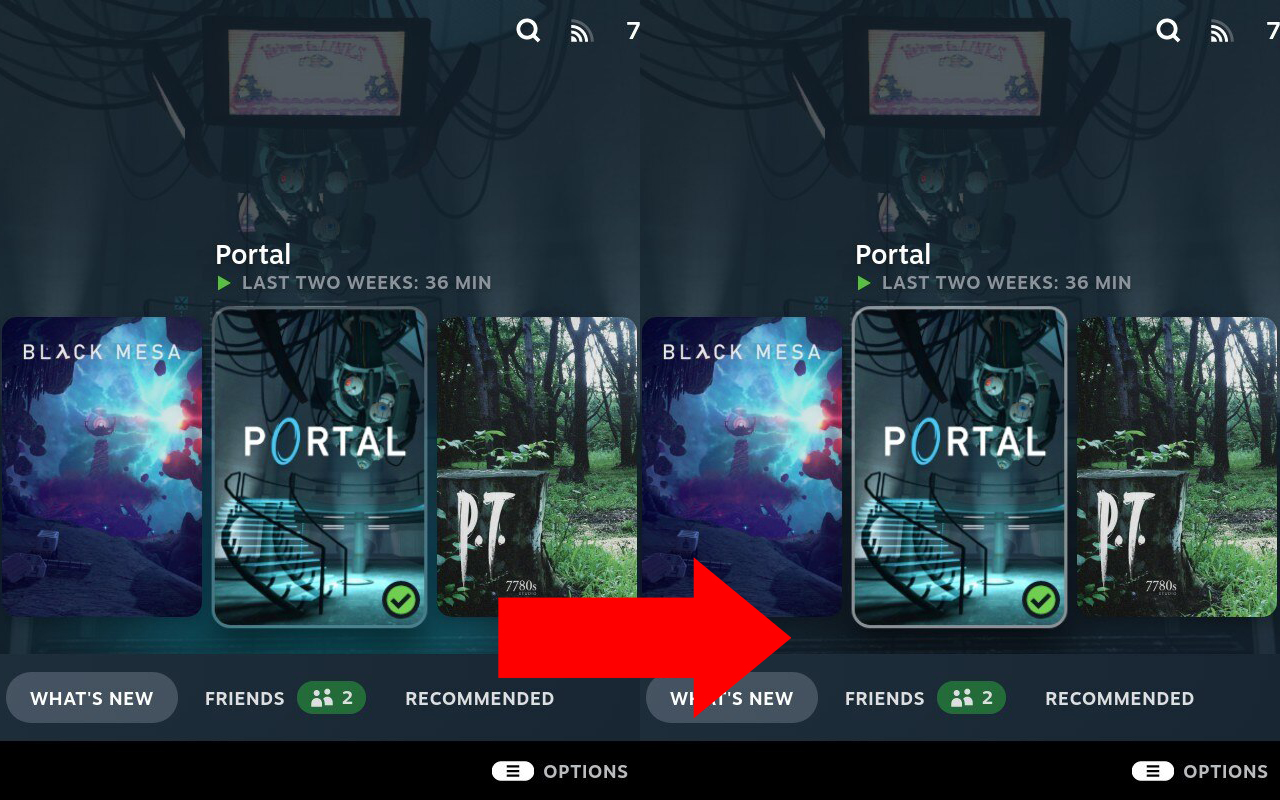 7
7
Portal
LAST TWO WEEKS: 36 MIN
Portal
LAST TWO WEEKS: 36 MIN
BLACK MESA
PORTAL
P.T.
7780s
STUDIO
BLACK MESA
PORTAL
P.T.
7780s
STUDIO
WHAT'S NEW
FRIENDS
2
RECOMMENDED
WHAT'S NEW
FRIENDS
2
RECOMMENDED
OPTIONS
OPTIONS